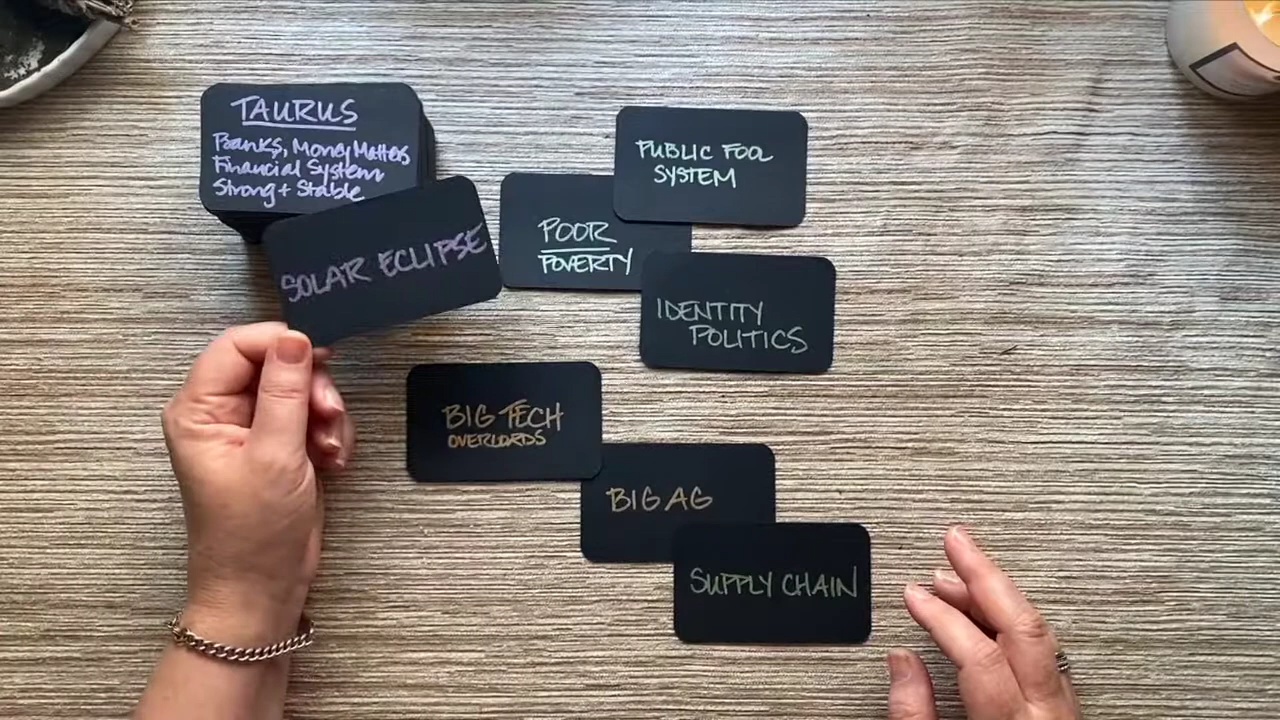 TAURUS
Banks, Money Matters
Financial System
Strong + Stable
SOLAR ECLIPSE
PUBLIC FOOL
SYSTEM
POOR
POVERTY
IDENTITY
POLITICS
BIG TECH
OVERLORDS
BIG AG
SUPPLY CHAIN